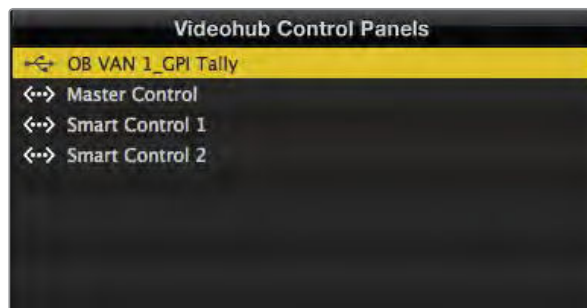 Videohub Control Panels
OB VAN 1_GPI Tally
Master Control
Smart Control 1
Smart Control 2